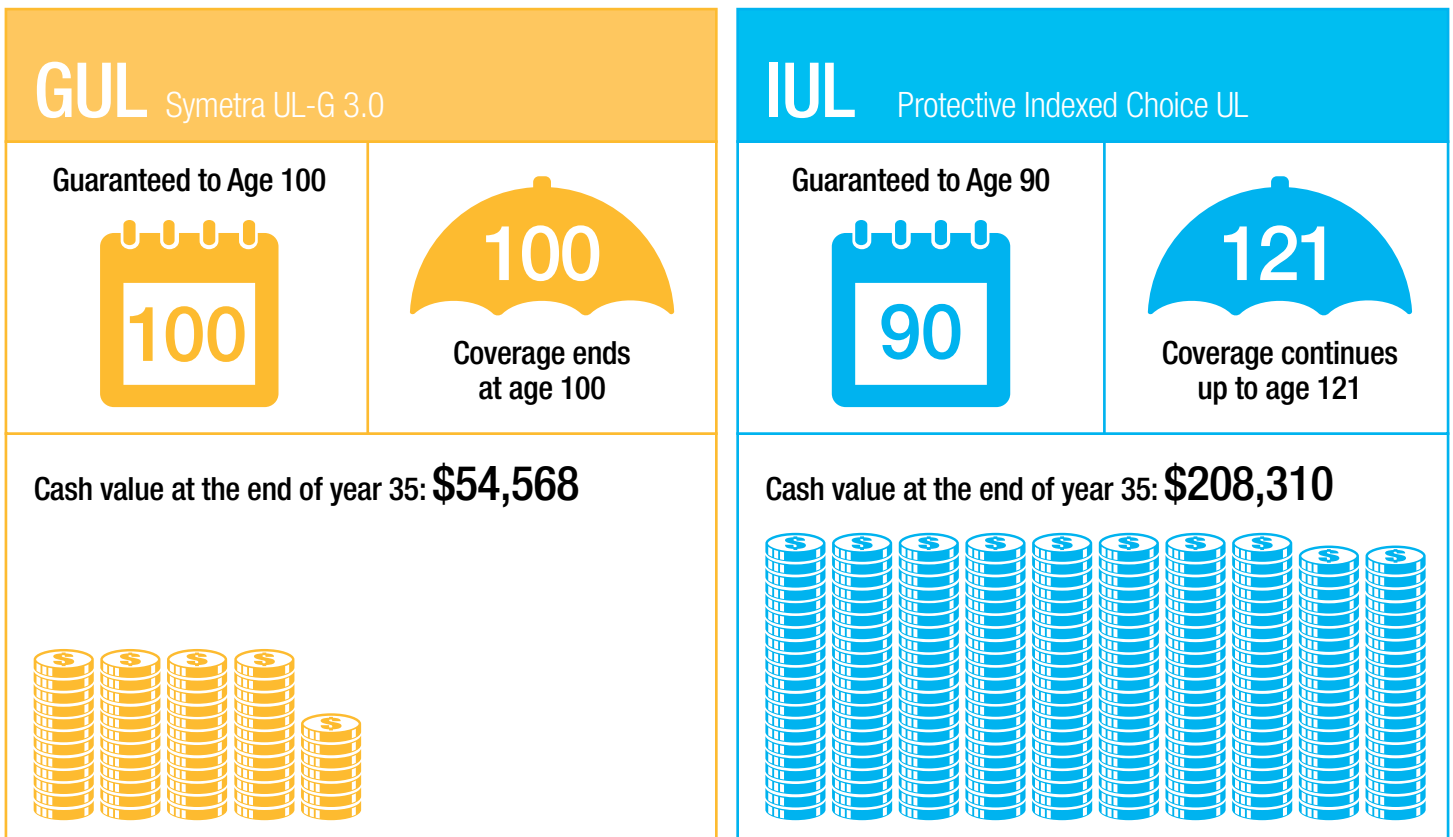 GUL Symetra UL-G 3.0
Guaranteed to Age 100
100
100
Coverage ends
at age 100
Cash value at the end of year 35: $54,568
$ $ $ $ $
IUL Protective Indexed Choice UL
Guaranteed to Age 90
90
121
Coverage continues
up to age 121
Cash value at the end of year 35: $208,310
$ $ $ $ $ $ $ $ $ $